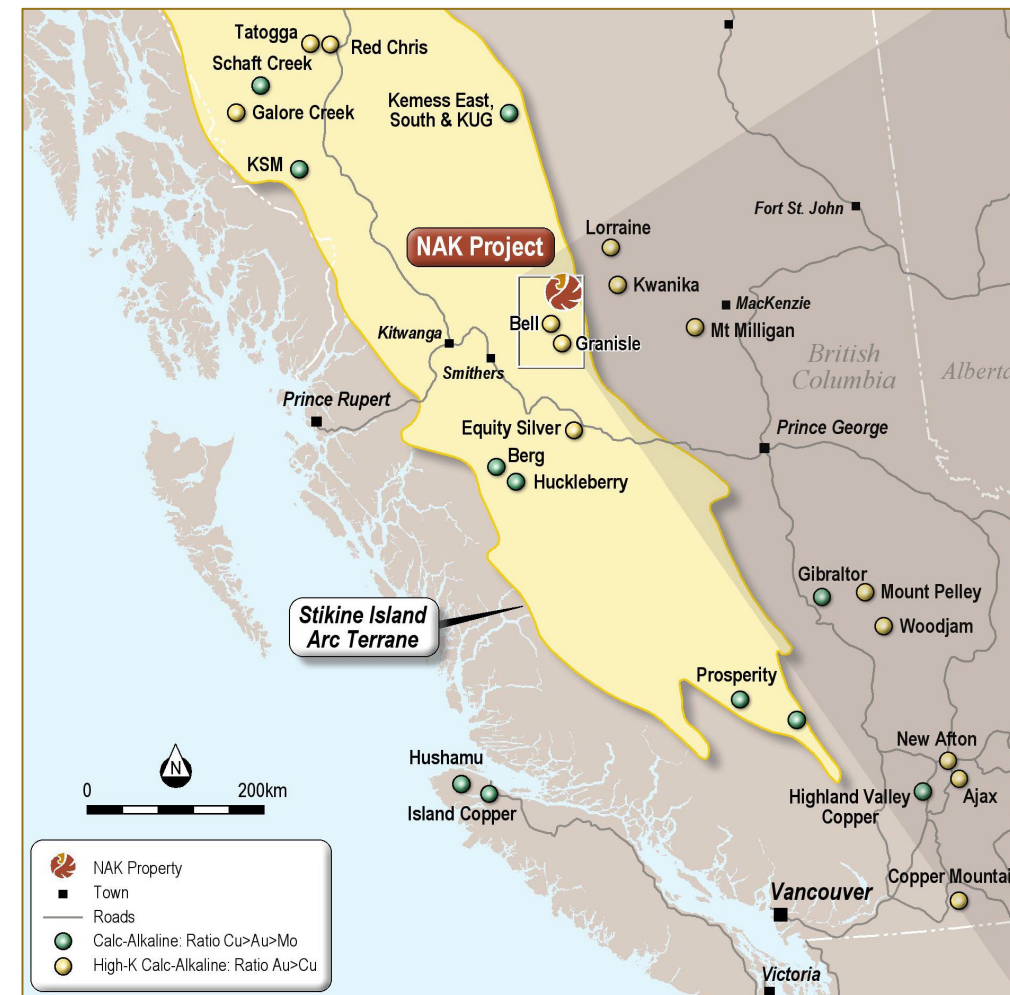 Tatogga
Red Chris
Schaft Creek
Galore Creek
Kemess East,
South & KUG
KSM
Fort St. John
Lorraine
NAK Project
Kwanika
MacKenzie
Bell
Mt Milligan
Kitwanga
Granisle
British
Columbia
Alberta
Smithers
Prince Rupert
Equity Silver
Prince George
Berg
Huckleberry
Gibraltor
Mount Pelley
Stikine Island
Arc Terrane
Woodjam
Prosperity
New Afton
Hushamu
N
0
200km
Island Copper
Highland Valley
Copper
Ajax
NAK Property
Town
Roads
Calc-Alkaline: Ratio Cu>Au>Mo
High-K Calc-Alkaline: Ratio Au>Cu
Copper Mountai
Vancouver
Victoria